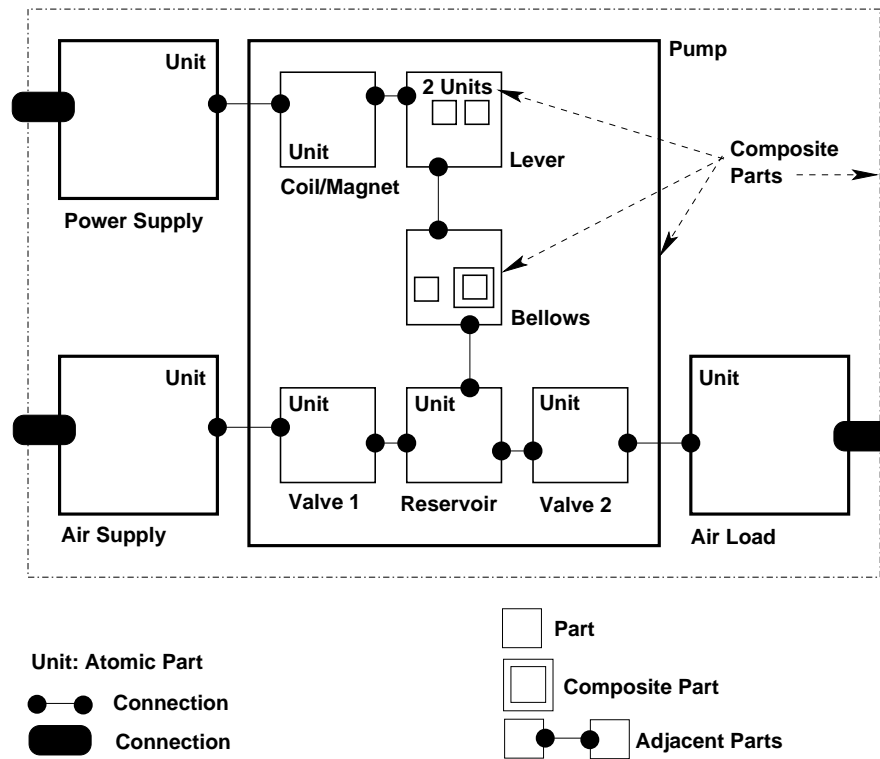 Unit
Pump
2 Units
Unit
Coil/Magnet
Lever
Composite
Parts
Power Supply
Bellows
Unit
Unit
Unit
Unit
Unit
Valve 1
Reservoir
Valve 2
Air Supply
Air Load
Unit: Atomic Part
Connection
Connection
Part
Composite Part
Adjacent Parts